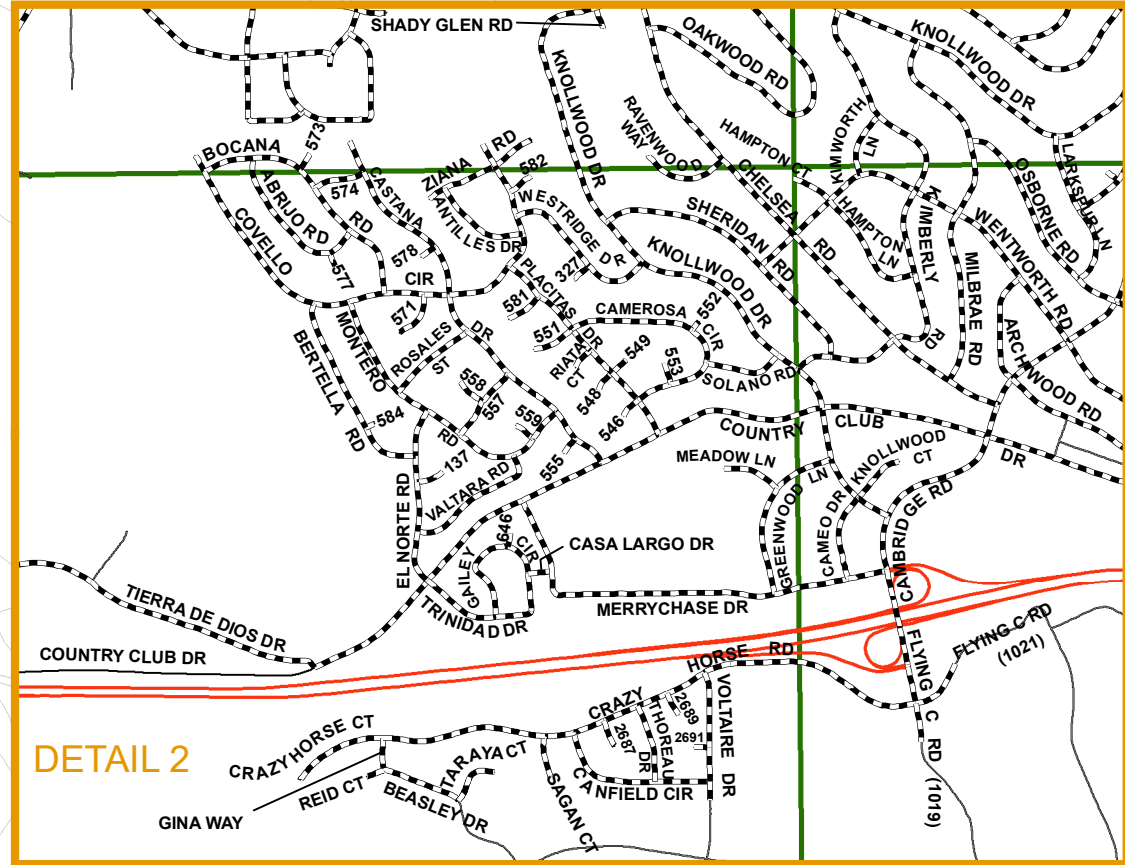 SHADY GLEN RD
OAKWOOD RD
KNOLLWOOD DR
KNOLLWOOD DR
RAVENWOOD
WAY
HAMPTON CT
KIMWORTH
LN
LARKSPUR LN
OSBORNE RD
BOCANA
RD
573
574
ABRIJO RD
CASTANA
ZIANA RD
582
ANTILLES DR
WESTRIDGE
DR
CHELSEA
RD
SHERIDAN RD
HAMPTON
LN
KIMBERLY
RD
WENTWORTH RD
MILBRAE RD
COVELLO
CIR
577
578
571
327
KNOLLWOOD DR
PLACITAS
DR
581
551
CAMEROSA
CIR
552
549
553
548
546
RIATA
CT
SOLANO RD
ARCHWOOD RD
BERTELLA
RD
MONTERO
RD
ROSALES
ST
DR
558
557
559
584
137
555
VALTARA RD
EL NORTE RD
COUNTRY CLUB
DR
MEADOW LN
GREENWOOD LN
KNOLLWOOD
CT
CAMEO DR
CAMBRIDGE RD
646
GAILEY
CIR
CASA LARGO DR
TRINIDAD DR
MERRYCHASE DR
TIERRA DE DIOS DR
COUNTRY CLUB DR
FLYING C RD
(1021)
FLYING C RD (1019)
CRAZY HORSE RD
VOLTAIRE DR
2689
2691
2687
THOREAU
DR
CANFIELD CIR
SAGAN CT
CRAZY HORSE CT
TARAYA CT
REID CT
BEASLEY DR
GINA WAY
DETAIL 2